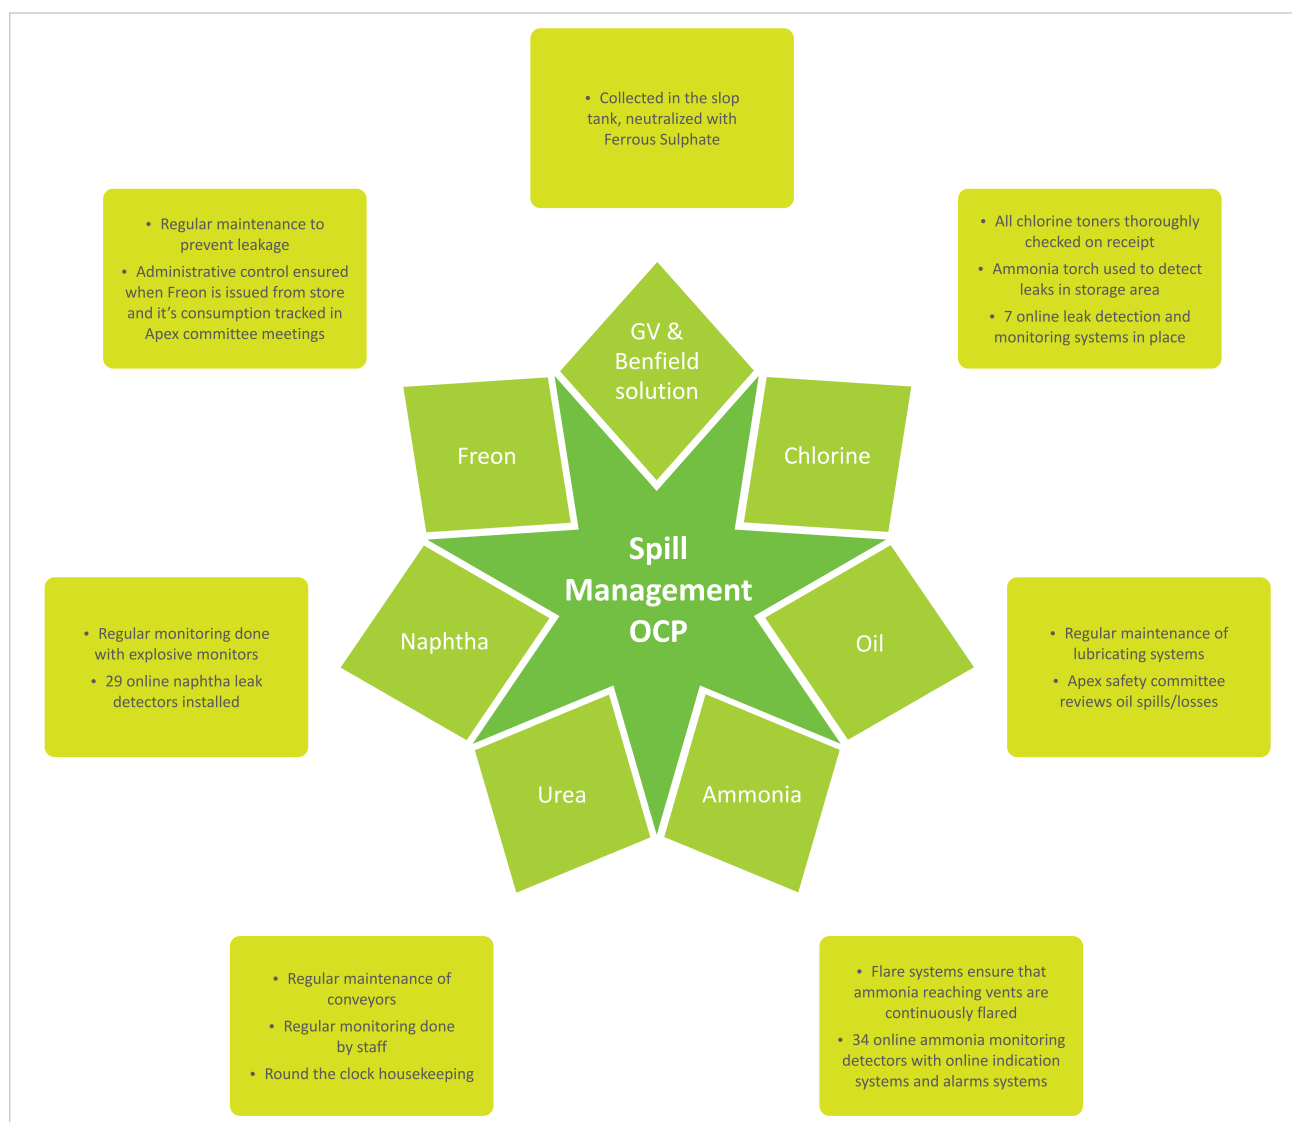 • Collected in the slop
tank, neutralized with
Ferrous Sulphate
• Regular maintenance to
prevent leakage
• Administrative control ensured
when Freon is issued from store
and it’s consumption tracked in
Apex committee meetings
• All chlorine toners thoroughly
checked on receipt
• Ammonia torch used to detect
leaks in storage area
• 7 online leak detection and
monitoring systems in place
GV &
Benfield
solution
Freon
Chlorine
Spill
Management
OCP
Naphtha
Oil
• Regular monitoring done
with explosive monitors
• 29 online naphtha leak
detectors installed
• Regular maintenance of
lubricating systems
• Apex safety committee
reviews oil spills/losses
Urea
Ammonia
• Regular maintenance of
conveyors
• Regular monitoring done
by staff
• Round the clock housekeeping
• Flare systems ensure that
ammonia reaching vents are
continuously flared
• 34 online ammonia monitoring
detectors with online indication
systems and alarms systems